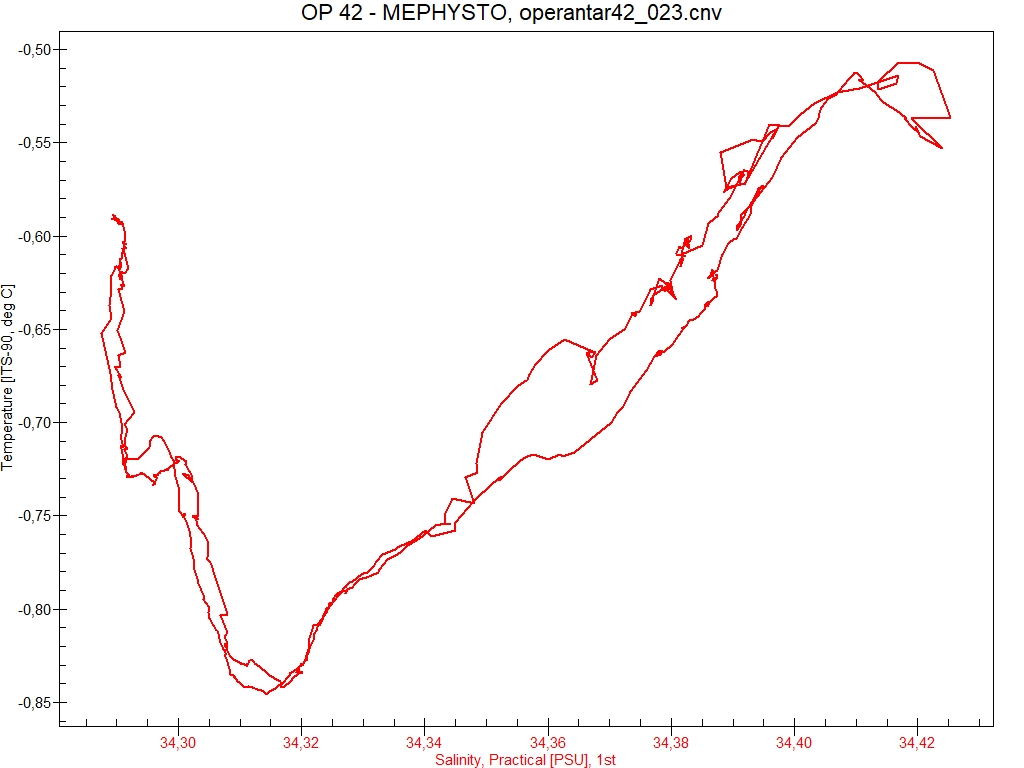 OP 42 - MEPHYSTO, operantar42_023.cnv
-0,50
-0,55
-0,60
-0,65
-0,70
-0,75
-0,80
-0,85
Temperature [ITS-90, deg C]
34,30 34,32 34,34 34,36 34,38 34,40 34,42
Salinity, Practical [PSU], 1st